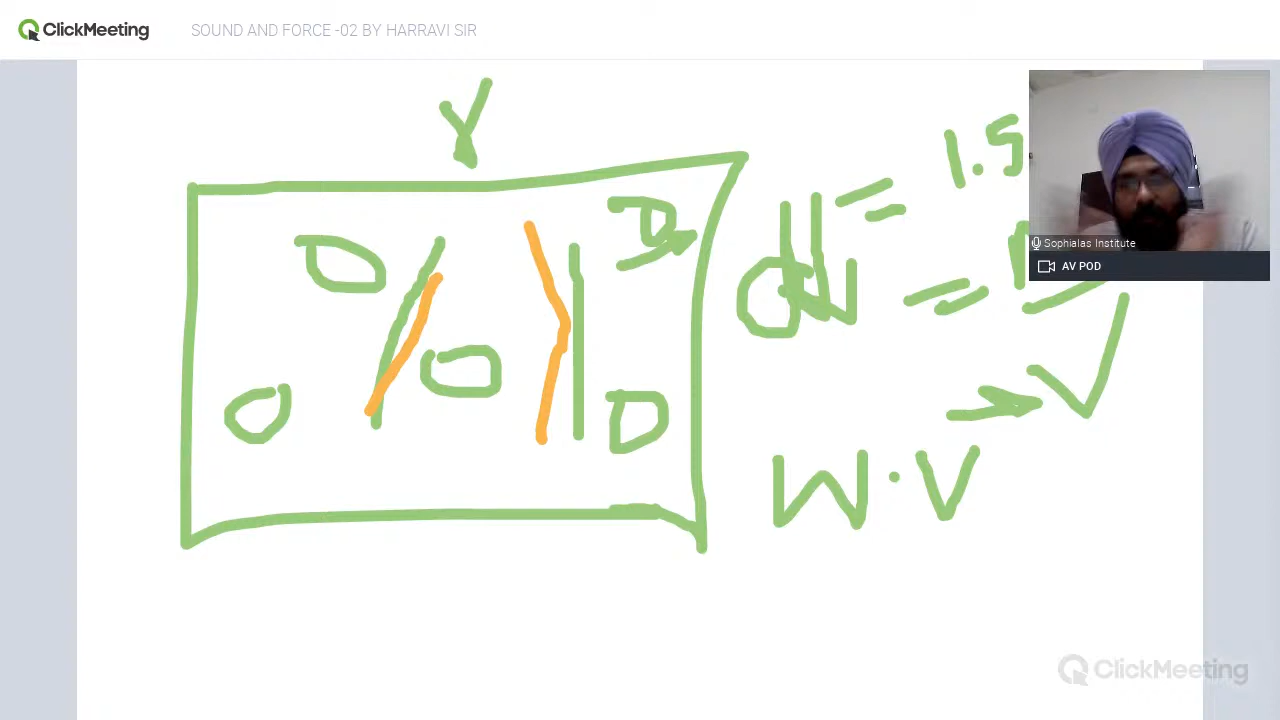 ClickMeeting
SOUND AND FORCE -02 BY HARRAVI SIR
Y
= 1.5
D
D
O
O
D
=
W.V
Sophialas Institute
AV POD
ClickMeeting